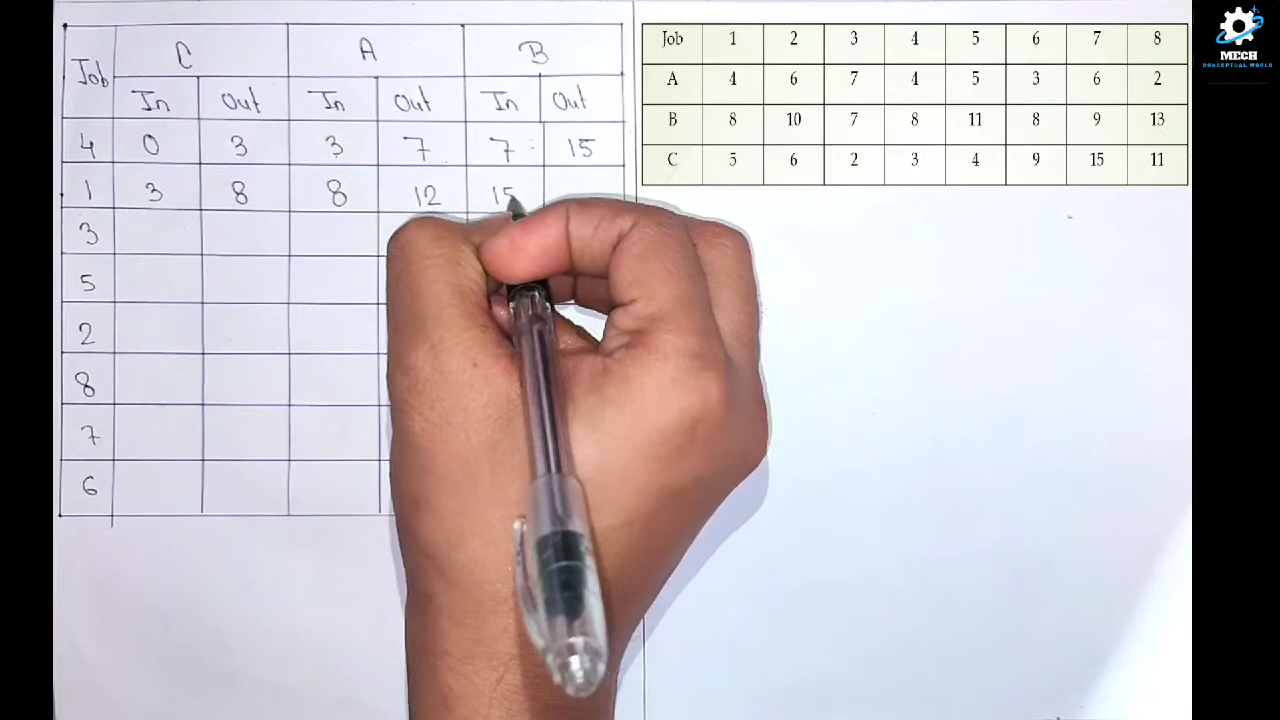 Job C A B
In Out In Out In Out
4 0 3 3 7 7 15
1 3 8 8 12 15
3
5
2
8
7
6
Job 1 2 3 4 5 6 7 8
A 4 6 7 4 5 3 6 2
B 8 10 7 8 11 8 9 13
C 5 6 2 3 4 9 15 11
MECH
CONCEPTUAL WORLD